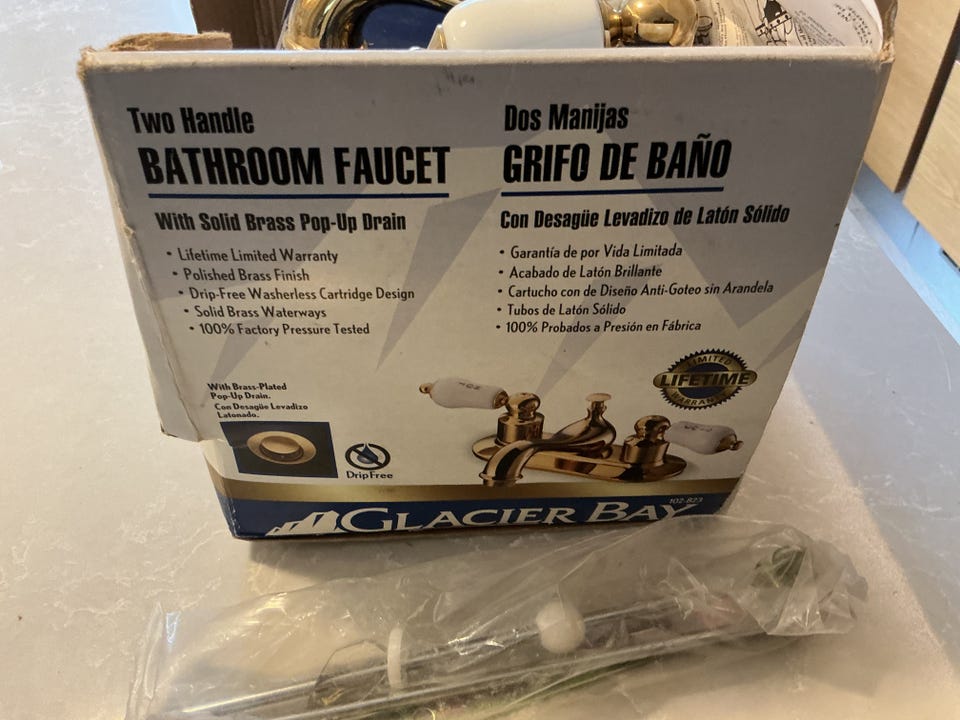 Two Handle
BATHROOM FAUCET
With Solid Brass Pop-Up Drain
• Lifetime Limited Warranty
• Polished Brass Finish
• Drip-Free Washerless Cartridge Design
• Solid Brass Waterways
• 100% Factory Pressure Tested
Dos Manijas
GRIFO DE BAÑO
Con Desagüe Levadizo de Latón Sólido
• Garantía de por Vida Limitada
• Acabado de Latón Brillante
• Cartucho con de Diseño Anti-Goteo sin Arandela
• Tubos de Latón Sólido
• 100% Probados a Presión en Fábrica
With Brass-Plated
Pop-Up Drain.
Con Desagüe Levadizo
Latonado.
Drip Free
LIMITED
LIFETIME
WARRANTY
HOT
102-823
GLACIER BAY